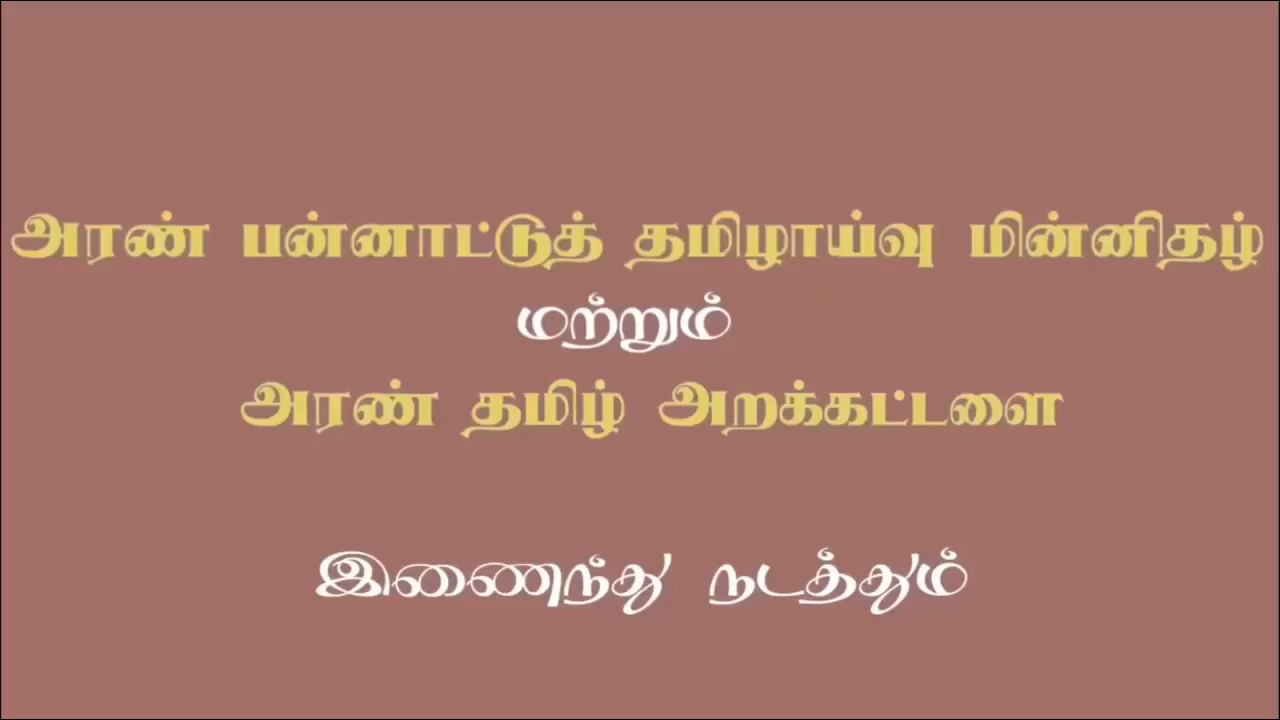 அரண் பன்னாட்டுத் தமிழாய்வு மின்னிதழ்
மற்றும்
அரண் தமிழ் அறக்கட்டளை
இணைந்து நடத்தும்